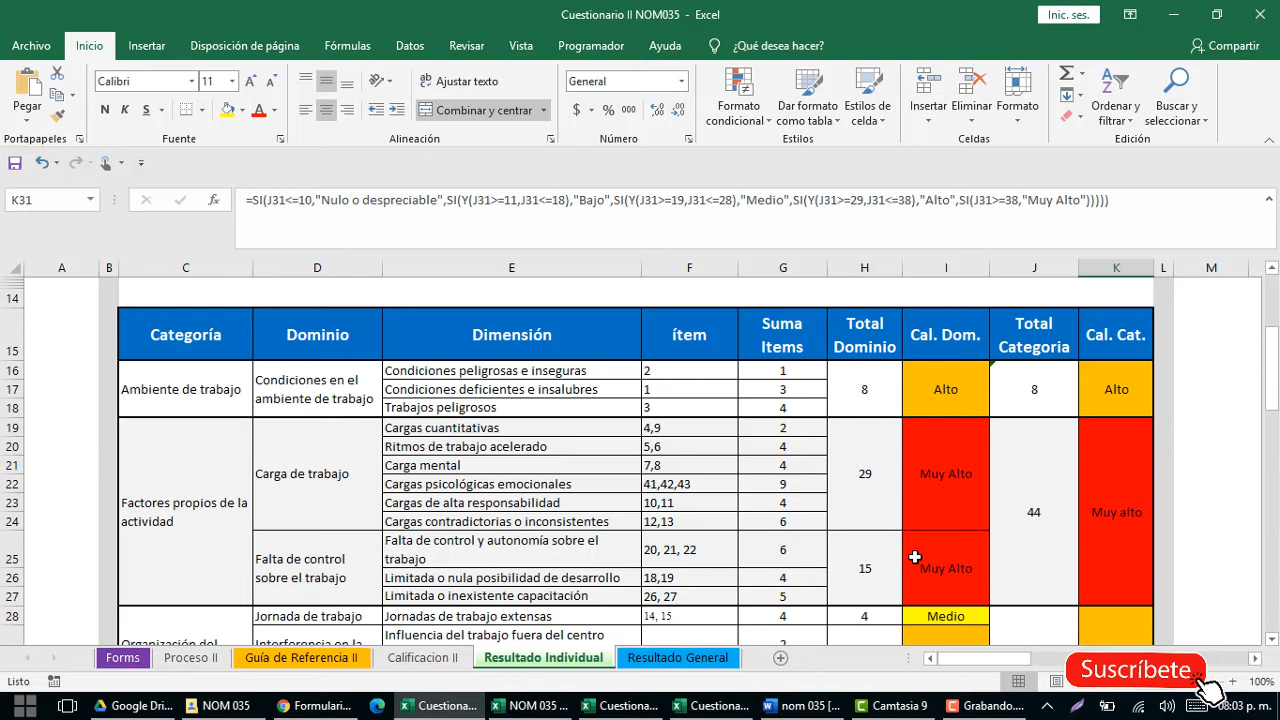 Cuestionario II NOM035 - Excel
Inic. ses.
Archivo Inicio Insertar Disposición de página Fórmulas Datos Revisar Vista Programador Ayuda ¿Qué desea hacer? Compartir
Pegar
Calibri 11
N K S
Ajustar texto
Combinar y centrar
General
$ % 000
Formato condicional
Dar formato como tabla
Estilos de celda
Insertar Eliminar Formato
Ordenar y filtrar
Buscar y seleccionar
Portapapeles Fuente Alineación Número Estilos Celdas Edición
K31 fx =SI(J31<=10,"Nulo o despreciable",SI(Y(J31>=11,J31<=18),"Bajo",SI(Y(J31>=19,J31<=28),"Medio",SI(Y(J31>=29,J31<=38),"Alto",SI(J31>=38,"Muy Alto")))))
A B C D E F G H I J K L M
14
15 Categoría Dominio Dimensión ítem Suma Items Total Dominio Cal. Dom. Total Categoria Cal. Cat.
16 Condiciones peligrosas e inseguras 2 1
17 Ambiente de trabajo Condiciones en el ambiente de trabajo Condiciones deficientes e insalubres 1 3 8 Alto 8 Alto
18 Trabajos peligrosos 3 4
19 Cargas cuantitativas 4,9 2
20 Ritmos de trabajo acelerado 5,6 4
21 Carga de trabajo Carga mental 7,8 4 29 Muy Alto
22 Cargas psicológicas emocionales 41,42,43 9
23 Factores propios de la actividad Cargas de alta responsabilidad 10,11 4 44 Muy alto
24 Cargas contradictorias o inconsistentes 12,13 6
25 Falta de control sobre el trabajo Falta de control y autonomía sobre el trabajo 20, 21, 22 6 15 Muy Alto
26 Limitada o nula posibilidad de desarrollo 18,19 4
27 Limitada o inexistente capacitación 26, 27 5
28 Jornada de trabajo Jornadas de trabajo extensas 14, 15 4 4 Medio
Organización del Interferencia en la Influencia del trabajo fuera del centro 2
Forms Proceso II Guía de Referencia II Calificacion II Resultado Individual Resultado General
Suscríbete
Listo 100%
Google Dri... NOM 035 Formulari... Cuestiona... NOM 035 ... Cuestiona... Cuestiona... nom 035 ... Camtasia 9 Grabando... 08:03 p. m.